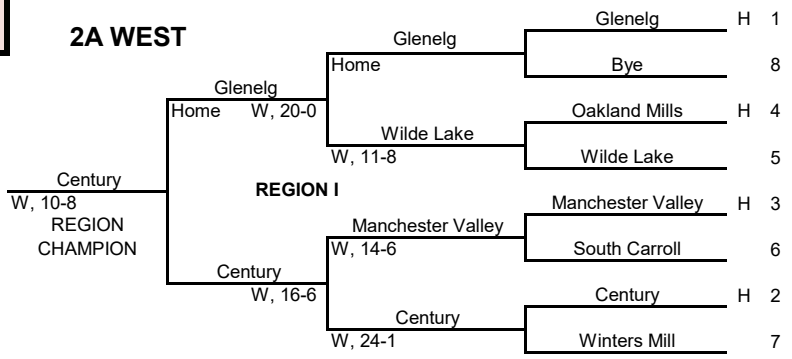 2A WEST
Glenelg H 1
Glenelg
Home
Bye 8
Glenelg
Home W, 20-0
Oakland Mills H 4
Wilde Lake
W, 11-8
Wilde Lake 5
Century
W, 10-8
REGION
CHAMPION
REGION I
Manchester Valley H 3
Manchester Valley
W, 14-6
South Carroll 6
Century
W, 16-6
Century H 2
Century
W, 24-1
Winters Mill 7